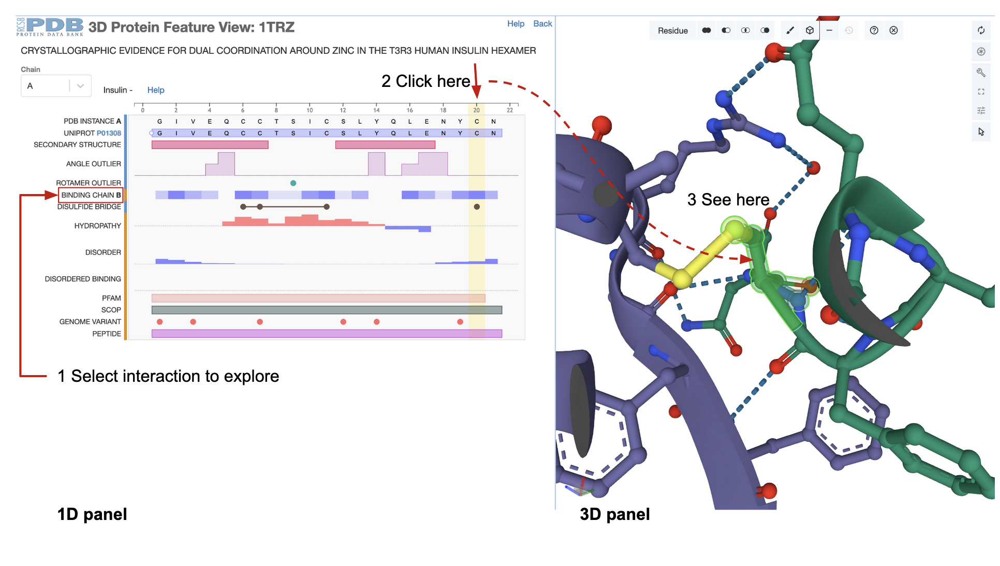 RCSB
PDB
PROTEIN DATA BANK
3D Protein Feature View: 1TRZ
Help Back
CRYSTALLOGRAPHIC EVIDENCE FOR DUAL COORDINATION AROUND ZINC IN THE T3R3 HUMAN INSULIN HEXAMER
Chain
A
Insulin - Help
2 Click here
0 2 4 6 8 10 12 14 16 18 20 22
PDB INSTANCE A G I V E Q C C T S I C S L Y Q L E N Y C N
UNIPROT P01308 G I V E Q C C T S I C S L Y Q L E N Y C N
SECONDARY STRUCTURE
ANGLE OUTLIER
ROTAMER OUTLIER
BINDING CHAIN B
DISULFIDE BRIDGE
HYDROPATHY
DISORDER
DISORDERED BINDING
PFAM
SCOP
GENOME VARIANT
PEPTIDE
1 Select interaction to explore
1D panel
Residue
3 See here
3D panel